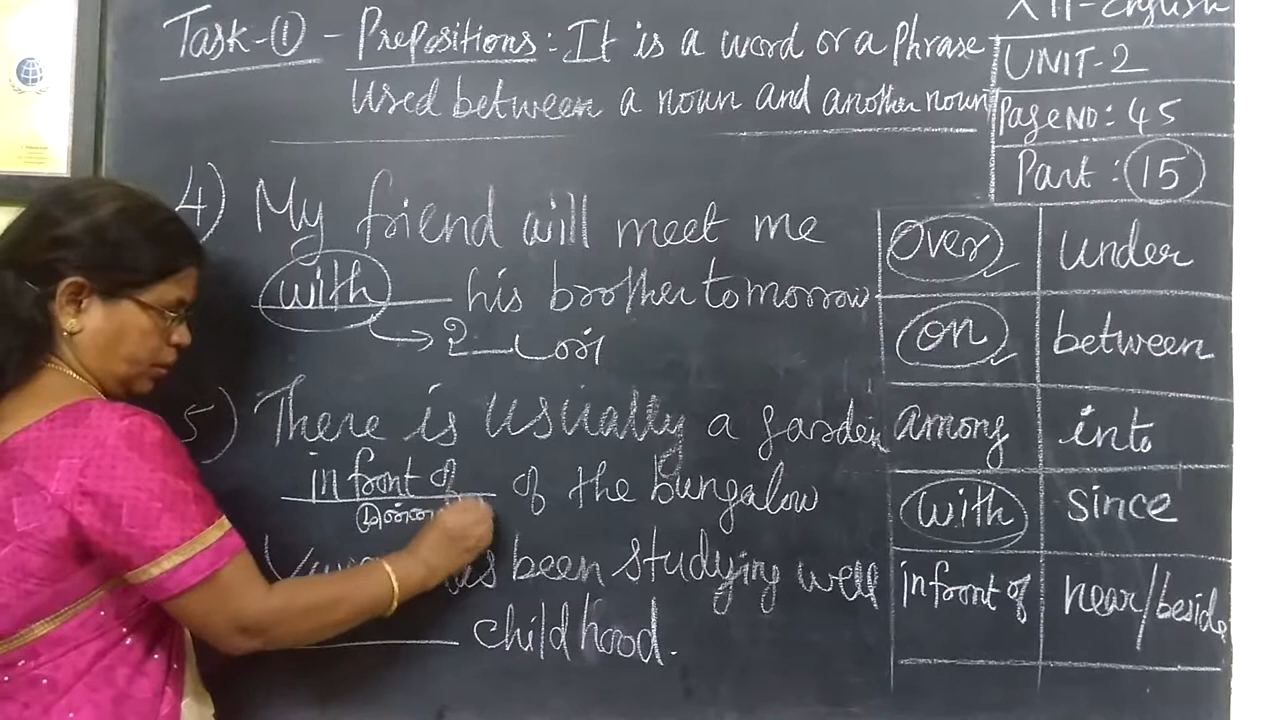 Task-① - Prepositions: It is a word or a phrase
used between a noun and another noun
XII-English
UNIT-2
Page No: 45
Part: 15
4) My friend will meet me
with his brother tomorrow
→ உடன்
5) There is usually a garden
in front of of the bungalow
has been studying well
childhood.
over under
on between
among into
with since
in front of near/beside